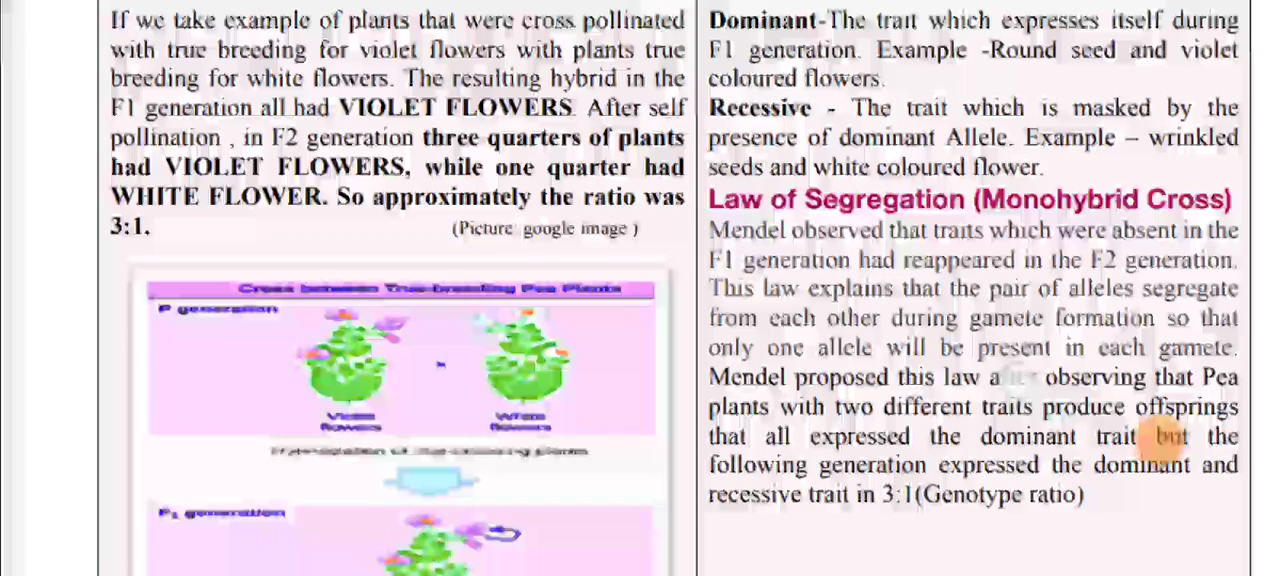 If we take example of plants that were cross pollinated
with true breeding for violet flowers with plants true
breeding for white flowers. The resulting hybrid in the
F1 generation all had VIOLET FLOWERS. After self
pollination , in F2 generation three quarters of plants
had VIOLET FLOWERS, while one quarter had
WHITE FLOWER. So approximately the ratio was
3:1. (Picture google image )
Cross between True-breeding Pea Plants
P generation
Violet White
flowers flowers
F₁ generation
Dominant-The trait which expresses itself during
F1 generation. Example -Round seed and violet
coloured flowers.
Recessive - The trait which is masked by the
presence of dominant Allele. Example – wrinkled
seeds and white coloured flower.
Law of Segregation (Monohybrid Cross)
Mendel observed that traits which were absent in the
F1 generation had reappeared in the F2 generation.
This law explains that the pair of alleles segregate
from each other during gamete formation so that
only one allele will be present in each gamete.
Mendel proposed this law after observing that Pea
plants with two different traits produce offsprings
that all expressed the dominant trait but the
following generation expressed the dominant and
recessive trait in 3:1(Genotype ratio)